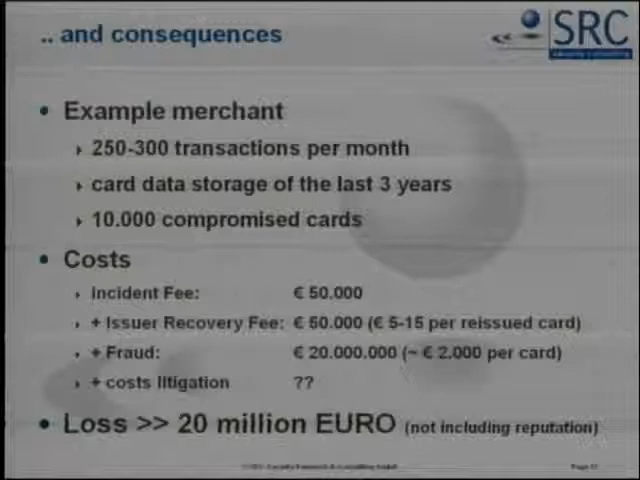 .. and consequences
SRC
• Example merchant
250-300 transactions per month
card data storage of the last 3 years
10.000 compromised cards
• Costs
Incident Fee: € 50.000
+ Issuer Recovery Fee: € 50.000 (€ 5-15 per reissued card)
+ Fraud: € 20.000.000 (~ € 2.000 per card)
+ costs litigation ??
• Loss >> 20 million EURO (not including reputation)
Page